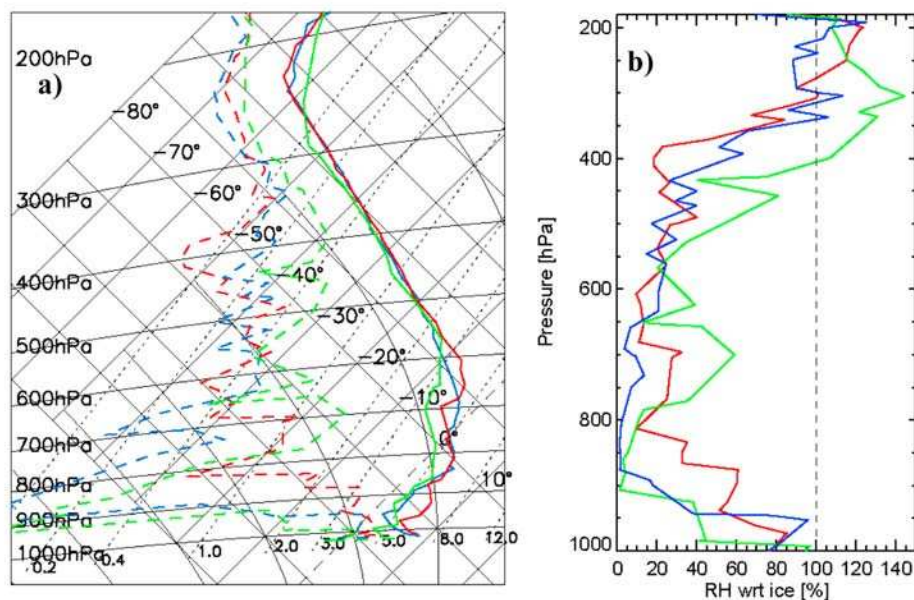 200hPa
a)
300hPa
400hPa
500hPa
600hPa
700hPa
800hPa
900hPa
1000hPa
-80°
-70°
-60°
-50°
-40°
-30°
-20°
-10°
0°
10°
0.2
0.4
1.0
2.0
3.0
5.0
8.0
12.0
b)
Pressure [hPa]
200
400
600
800
1000
0 20 40 60 80 100 120 140
RH wrt ice [%]